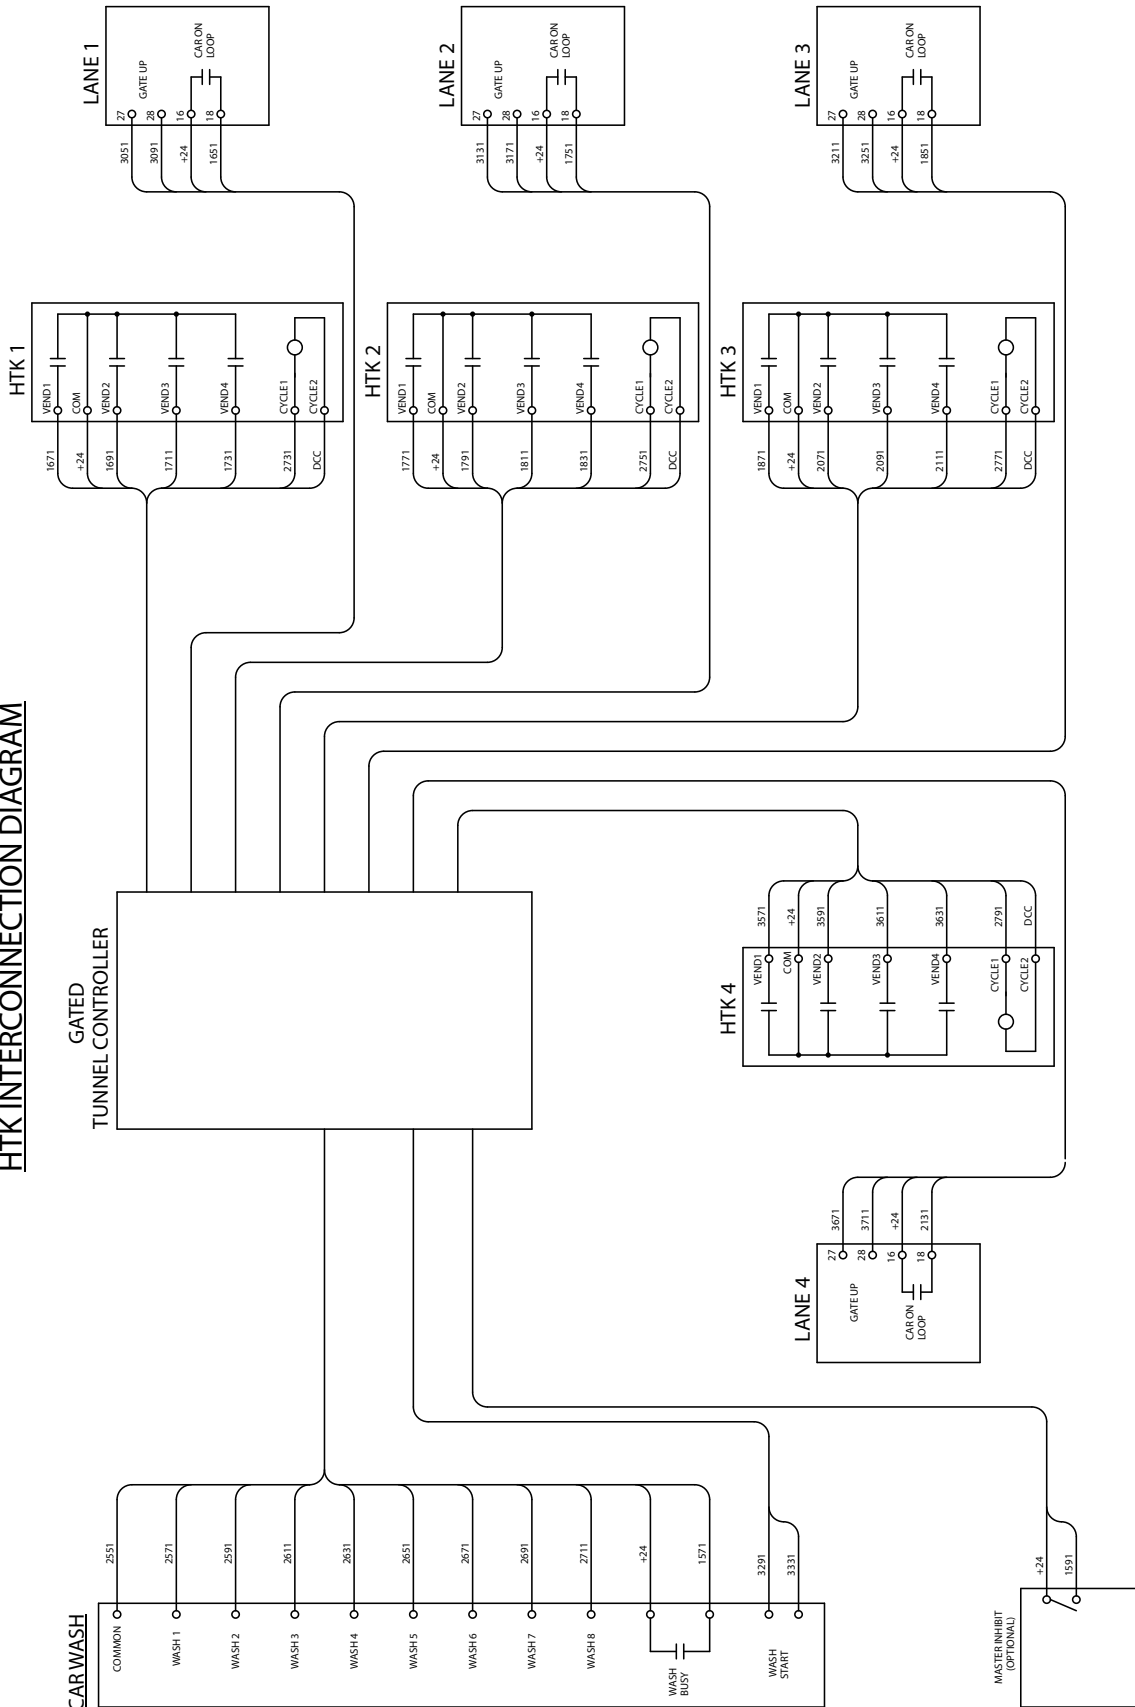 HTK INTERCONNECTION DIAGRAM
LANE 1
27
28
16
18
GATE UP
CAR ON
LOOP
3051
3091
+24
1651
LANE 2
27
28
16
18
GATE UP
CAR ON
LOOP
3131
3171
+24
1751
LANE 3
27
28
16
18
GATE UP
CAR ON
LOOP
3211
3251
+24
1851
HTK 1
VEND1
COM
VEND2
VEND3
VEND4
CYCLE1
CYCLE2
1671
+24
1691
1711
1731
2731
DCC
HTK 2
VEND1
COM
VEND2
VEND3
VEND4
CYCLE1
CYCLE2
1771
+24
1791
1811
1831
2751
DCC
HTK 3
VEND1
COM
VEND2
VEND3
VEND4
CYCLE1
CYCLE2
1871
+24
2071
2091
2111
2771
DCC
GATED
TUNNEL CONTROLLER
3571
+24
3591
3611
3631
2791
DCC
HTK 4
VEND1
COM
VEND2
VEND3
VEND4
CYCLE1
CYCLE2
3671
3711
+24
2131
LANE 4
27
28
16
18
GATE UP
CAR ON
LOOP
2551
2571
2591
2611
2631
2651
2671
2691
2711
+24
1571
3291
3331
CAR WASH
COMMON
WASH 1
WASH 2
WASH 3
WASH 4
WASH 5
WASH 6
WASH 7
WASH 8
WASH
BUSY
WASH
START
+24
1591
MASTER INHIBIT
(OPTIONAL)